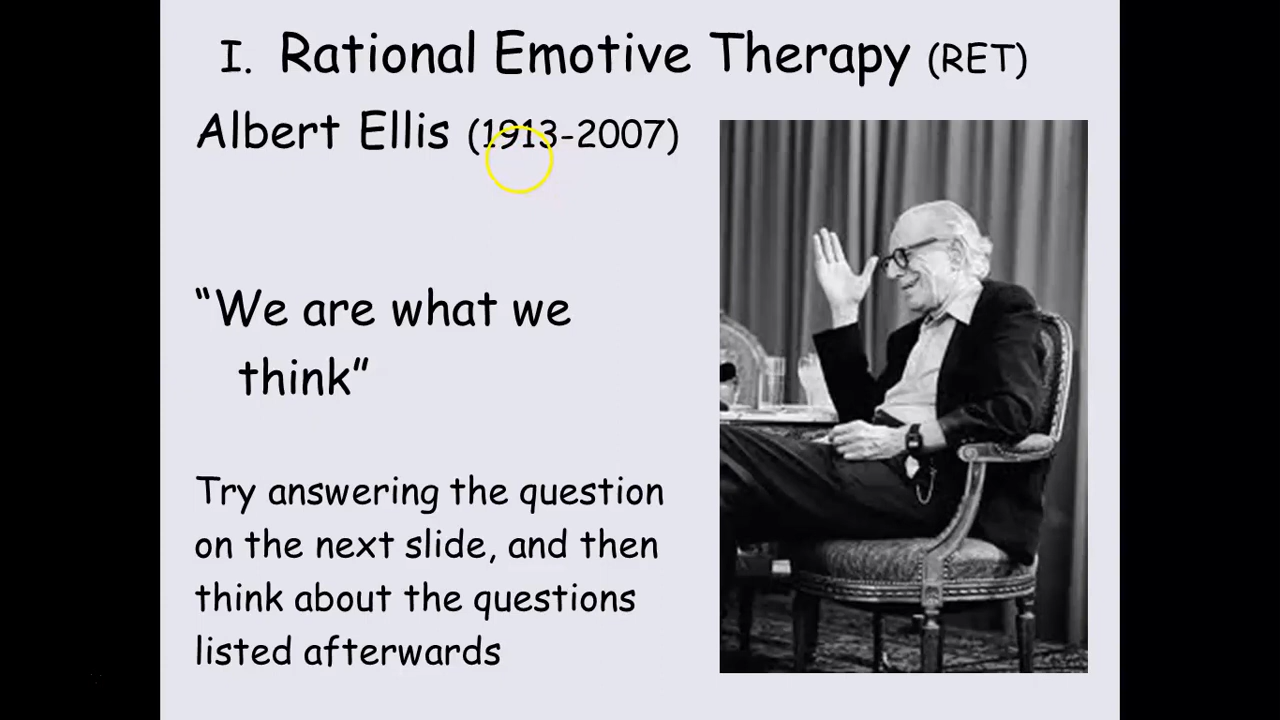 I. Rational Emotive Therapy (RET)
Albert Ellis (1913-2007)
“We are what we
think”
Try answering the question
on the next slide, and then
think about the questions
listed afterwards